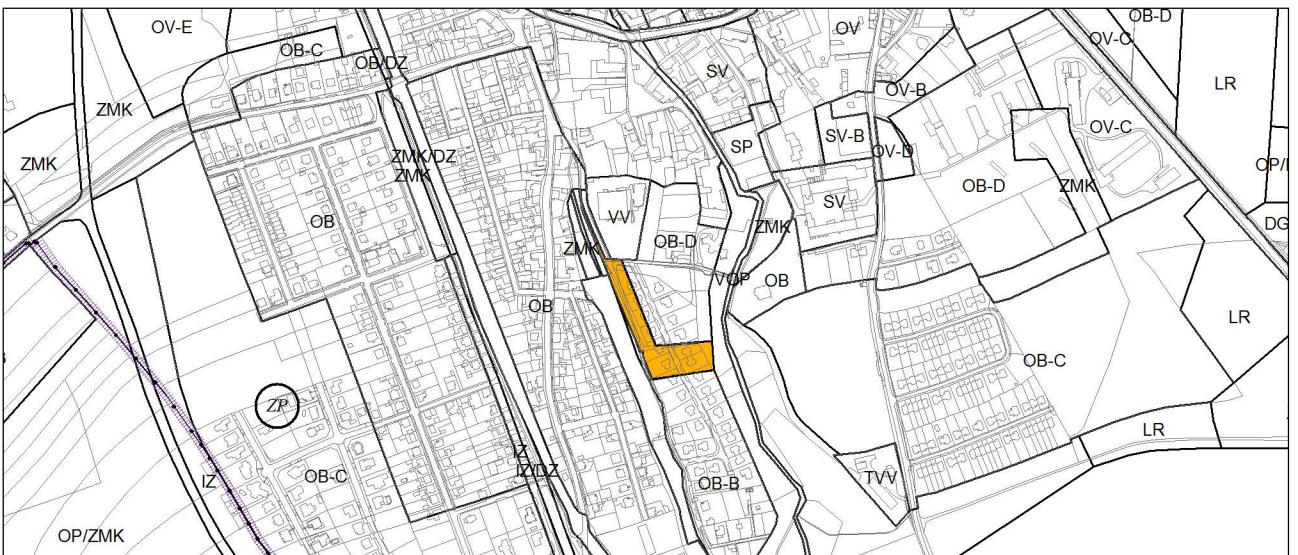 OV-E
OB-C
OB/DZ
OV
OB-D
OV-C
ZMK
SV
LR
OV-B
ZMK
ZMK/DZ
ZMK
SP
SV-B
OV-D
OV-C
OB-D
ZMK
OB
VV
SV
ZMK
OB-D
ZMK
DG
VOP
OB
OB
LR
OB-C
ZP
LR
IZ
IZ/DZ
IZ
OB-C
OB-B
TVV
OP/ZMK